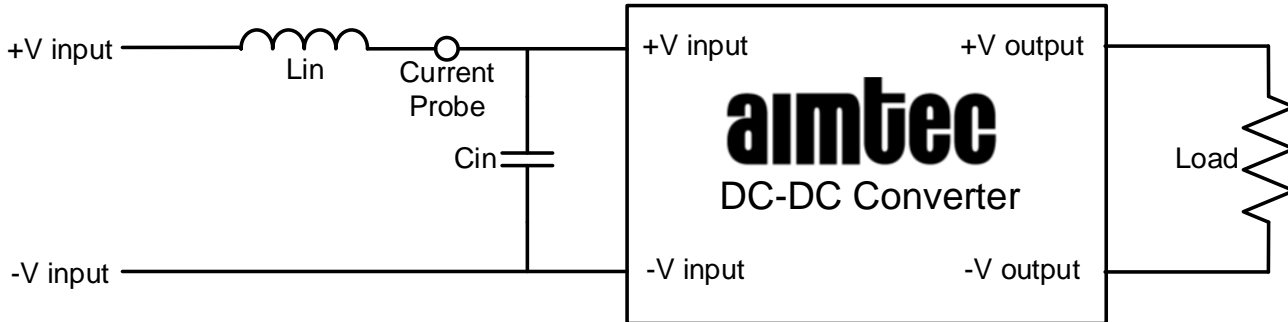 +V input
Lin
Current
Probe
Cin
-V input
+V input
+V output
aimtec
DC-DC Converter
-V input
-V output
Load